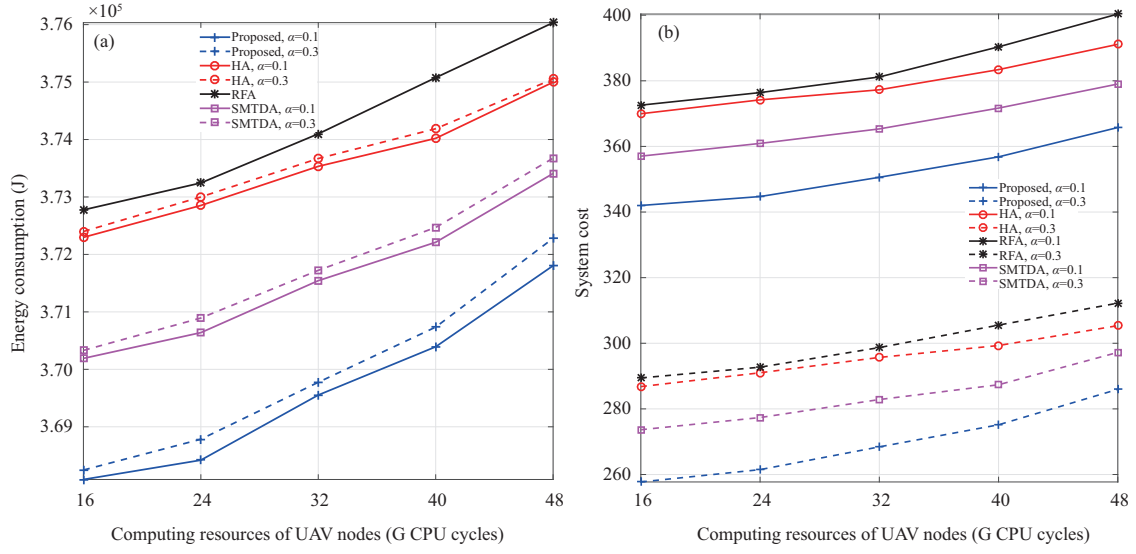 ×10⁵
3.76
3.75
3.74
3.73
3.72
3.71
3.70
3.69
Energy consumption (J)
(a)
Proposed, α=0.1
Proposed, α=0.3
HA, α=0.1
HA, α=0.3
RFA
SMTDA, α=0.1
SMTDA, α=0.3
16 24 32 40 48
Computing resources of UAV nodes (G CPU cycles)
400
380
360
340
320
300
280
260
System cost
(b)
Proposed, α=0.1
Proposed, α=0.3
HA, α=0.1
HA, α=0.3
RFA, α=0.1
RFA, α=0.3
SMTDA, α=0.1
SMTDA, α=0.3
16 24 32 40 48
Computing resources of UAV nodes (G CPU cycles)